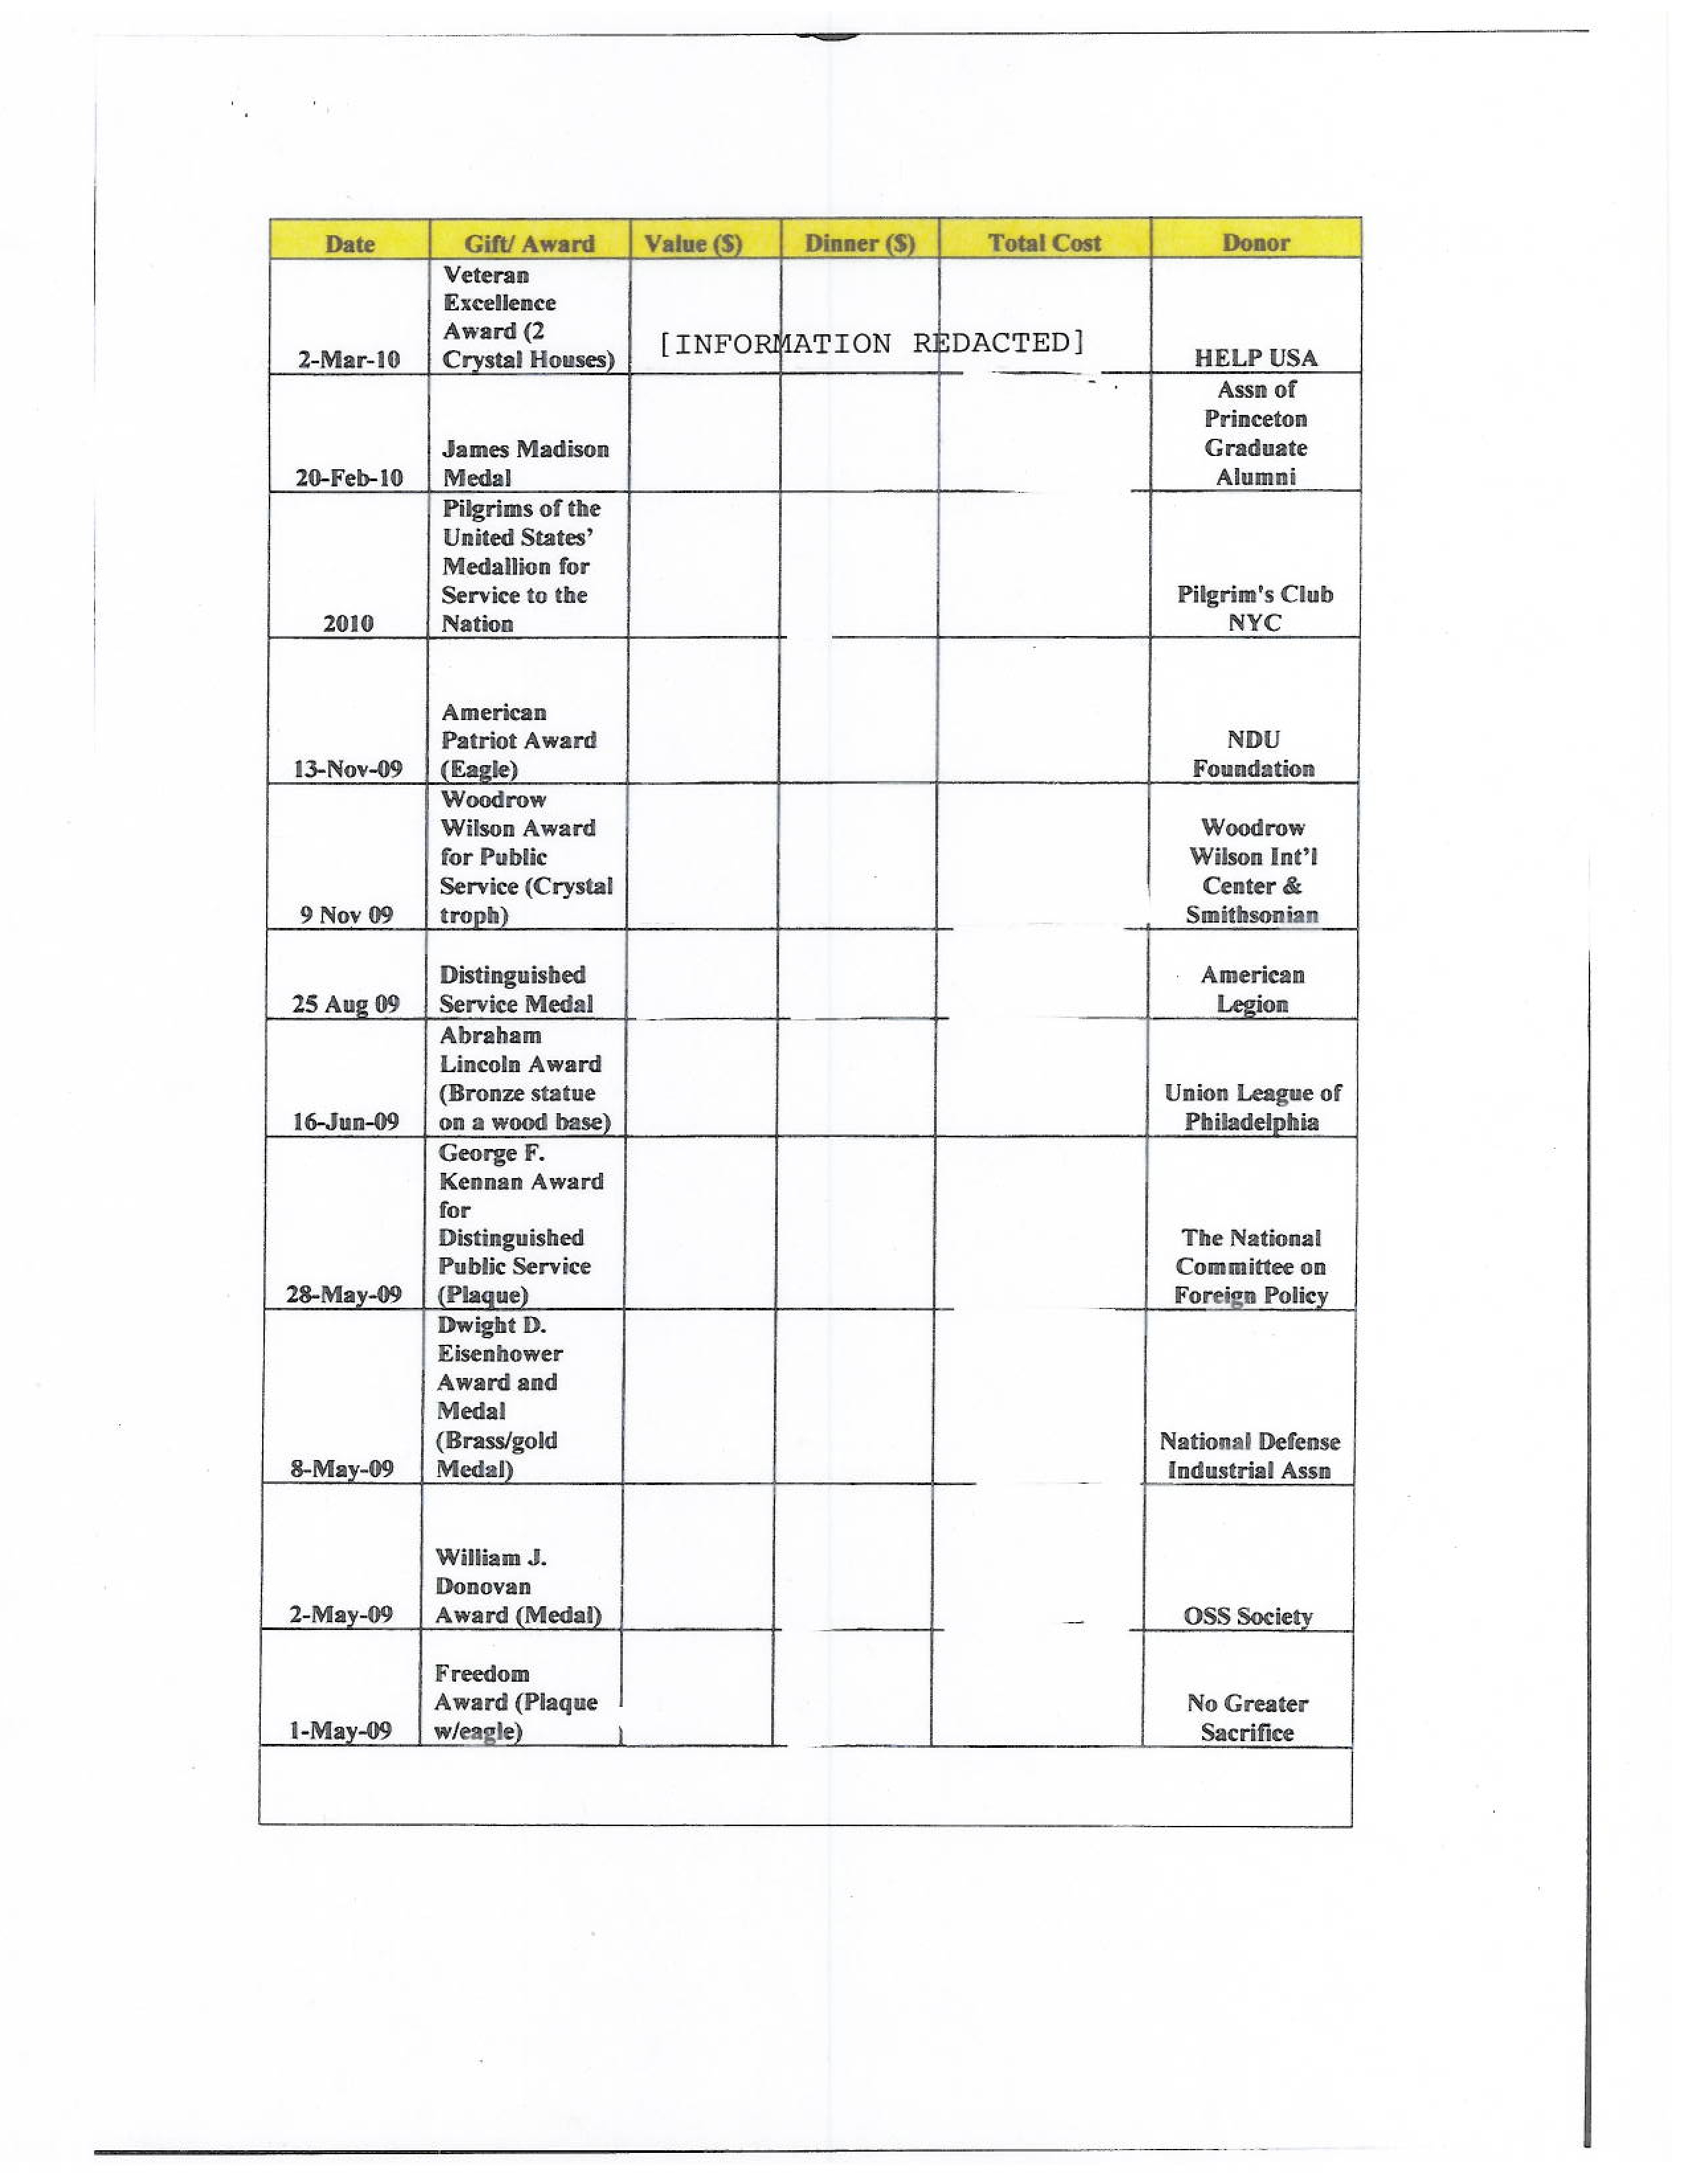 Date Gift/ Award Value ($) Dinner ($) Total Cost Donor
Veteran
Excellence
Award (2
Crystal Houses)
2-Mar-10
[INFORMATION REDACTED]
HELP USA
20-Feb-10
James Madison
Medal
Assn of
Princeton
Graduate
Alumni
2010
Pilgrims of the
United States’
Medallion for
Service to the
Nation
Pilgrim's Club
NYC
13-Nov-09
American
Patriot Award
(Eagle)
NDU
Foundation
9 Nov 09
Woodrow
Wilson Award
for Public
Service (Crystal
troph)
Woodrow
Wilson Int’l
Center &
Smithsonian
25 Aug 09
Distinguished
Service Medal
American
Legion
16-Jun-09
Abraham
Lincoln Award
(Bronze statue
on a wood base)
Union League of
Philadelphia
28-May-09
George F.
Kennan Award
for
Distinguished
Public Service
(Plaque)
The National
Committee on
Foreign Policy
8-May-09
Dwight D.
Eisenhower
Award and
Medal
(Brass/gold
Medal)
National Defense
Industrial Assn
2-May-09
William J.
Donovan
Award (Medal)
OSS Society
1-May-09
Freedom
Award (Plaque
w/eagle)
No Greater
Sacrifice